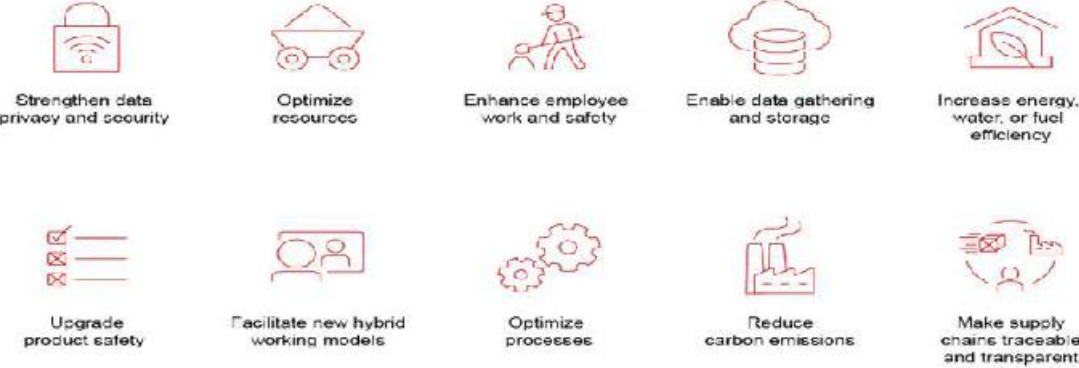 Strengthen data
privacy and security
Optimize
resources
Enhance employee
work and safety
Enable data gathering
and storage
Increase energy,
water, or fuel
efficiency
Upgrade
product safety
Facilitate new hybrid
working models
Optimize
processes
Reduce
carbon emissions
Make supply
chains traceable
and transparent